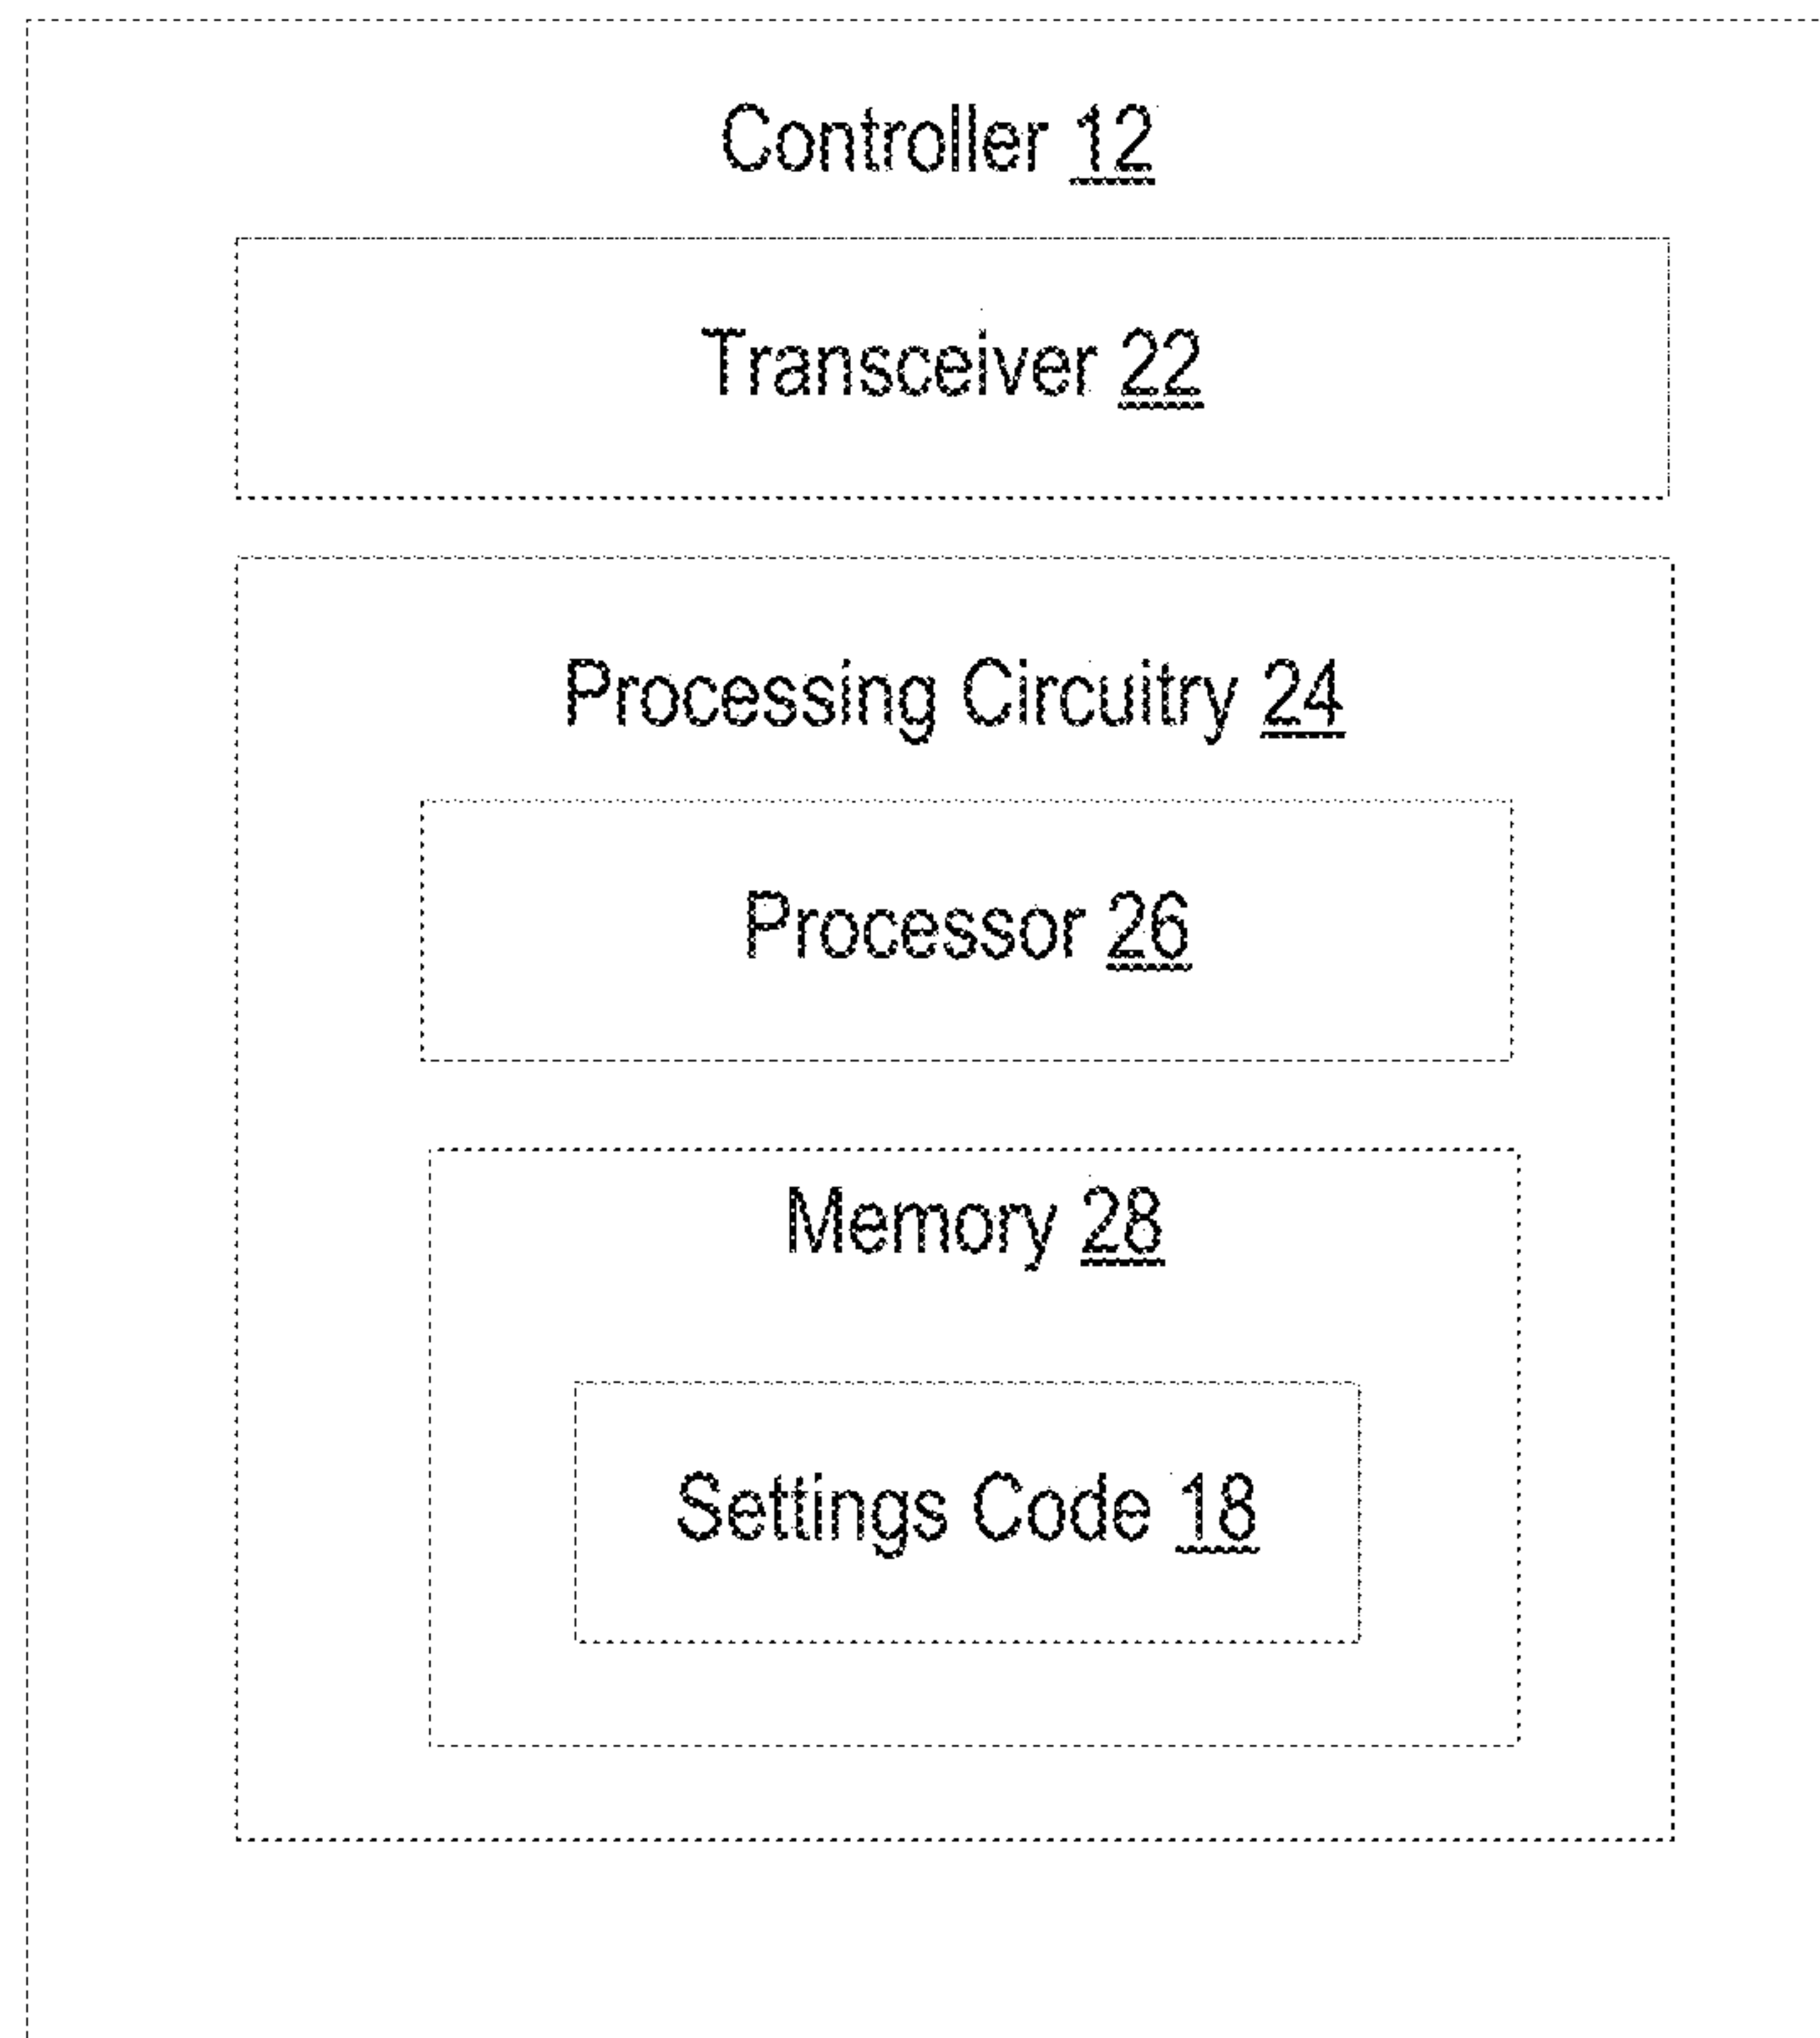 Controller 12
Transceiver 22
Processing Circuitry 24
Processor 26
Memory 28
Settings Code 18